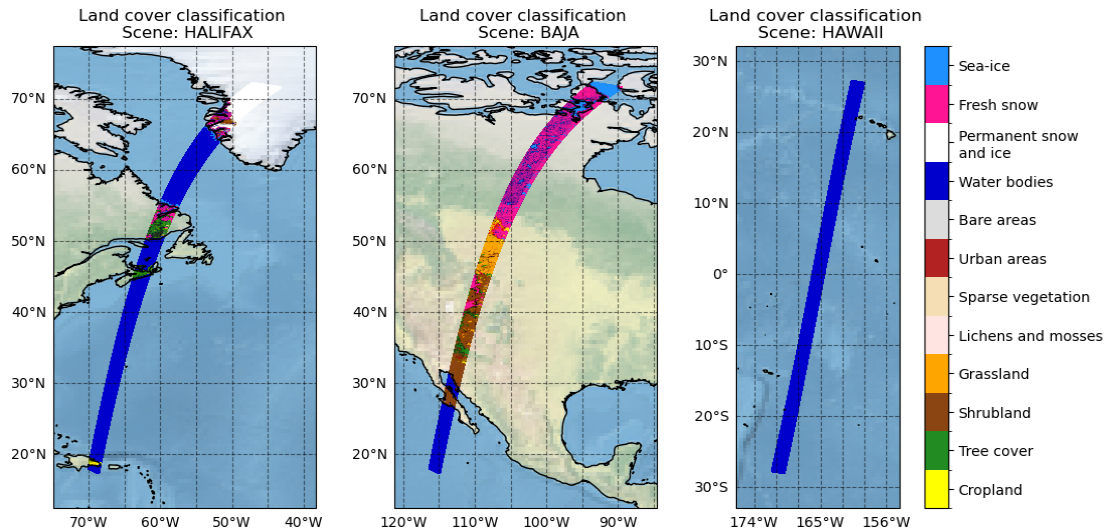 Land cover classification
Scene: HALIFAX
70°N
60°N
50°N
40°N
30°N
20°N
70°W
60°W
50°W
40°W
Land cover classification
Scene: BAJA
70°N
60°N
50°N
40°N
30°N
20°N
120°W
110°W
100°W
90°W
Land cover classification
Scene: HAWAII
30°N
20°N
10°N
0°
10°S
20°S
30°S
174°W
165°W
156°W
Sea-ice
Fresh snow
Permanent snow
and ice
Water bodies
Bare areas
Urban areas
Sparse vegetation
Lichens and mosses
Grassland
Shrubland
Tree cover
Cropland